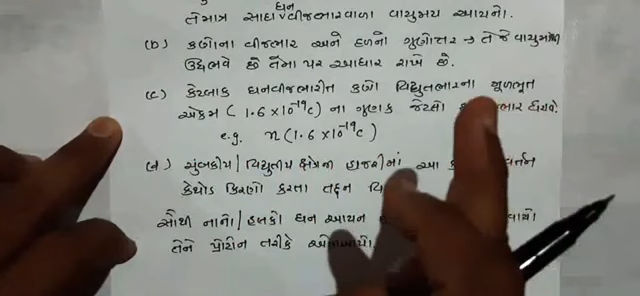 ધન
તેમાત્ર સાદા વીજભારવાળા વાયુમય આયનો.
(b) કણોના વીજભાર અને દળનો ગુણોત્તર → તે જે વાયુમાંથી
ઉદ્દભવે છે તેના પર આધાર રાખે છે.
(c) કેટલાક ધનવીજભારીત કણો વિદ્યુતભારના મૂળભૂત
એકમ (1.6 × 10⁻¹⁹c) ના ગુણાંક જેટલો
e.g. n(1.6 × 10⁻¹⁹c)
(d) ચુંબકીય/વિદ્યુતીય ક્ષેત્રની હાજરીમાં આ
કેથોડ કિરણો કરતા તદ્દન
સૌથી નાનો/હલકો ધન આયન
તેને પ્રોટોન તરીકે